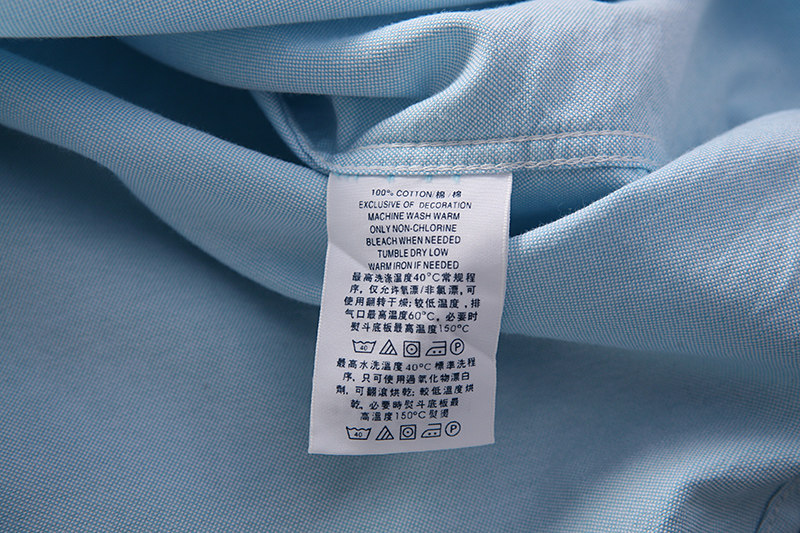 100% COTTON/棉/棉
EXCLUSIVE OF DECORATION
MACHINE WASH WARM
ONLY NON-CHLORINE
BLEACH WHEN NEEDED
TUMBLE DRY LOW
WARM IRON IF NEEDED
最高洗涤温度40°C常规程
序, 仅允许氧漂/非氯漂, 可
使用翻转干燥; 较低温度, 排
气口最高温度60°C, 必要时
熨斗底板最高温度150°C
40 P
最高水洗溫度40°C標準洗程
序, 只可使用過氧化物漂白
劑, 可翻滾烘乾; 較低溫度烘
乾, 必要時熨斗底板最
高溫度150°C熨燙
40 P